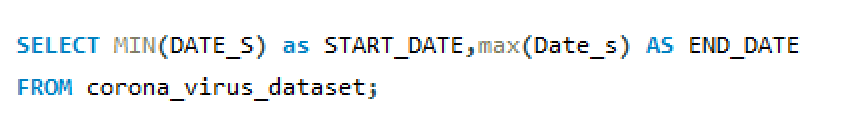 SELECT MIN(DATE_S) as START_DATE,max(Date_s) AS END_DATE
FROM corona_virus_dataset;